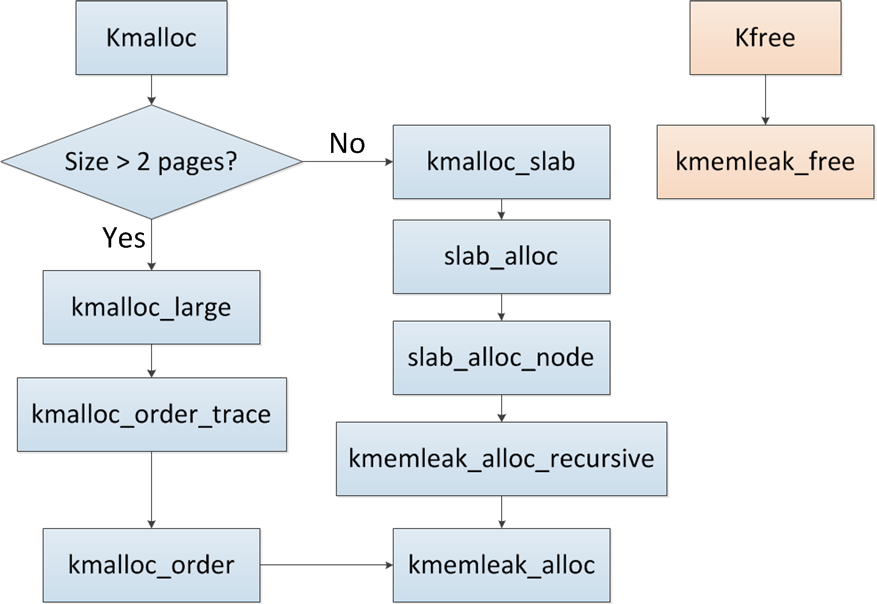 Kmalloc
Kfree
Size > 2 pages?
No
kmalloc_slab
kmemleak_free
Yes
slab_alloc
kmalloc_large
slab_alloc_node
kmalloc_order_trace
kmemleak_alloc_recursive
kmalloc_order
kmemleak_alloc